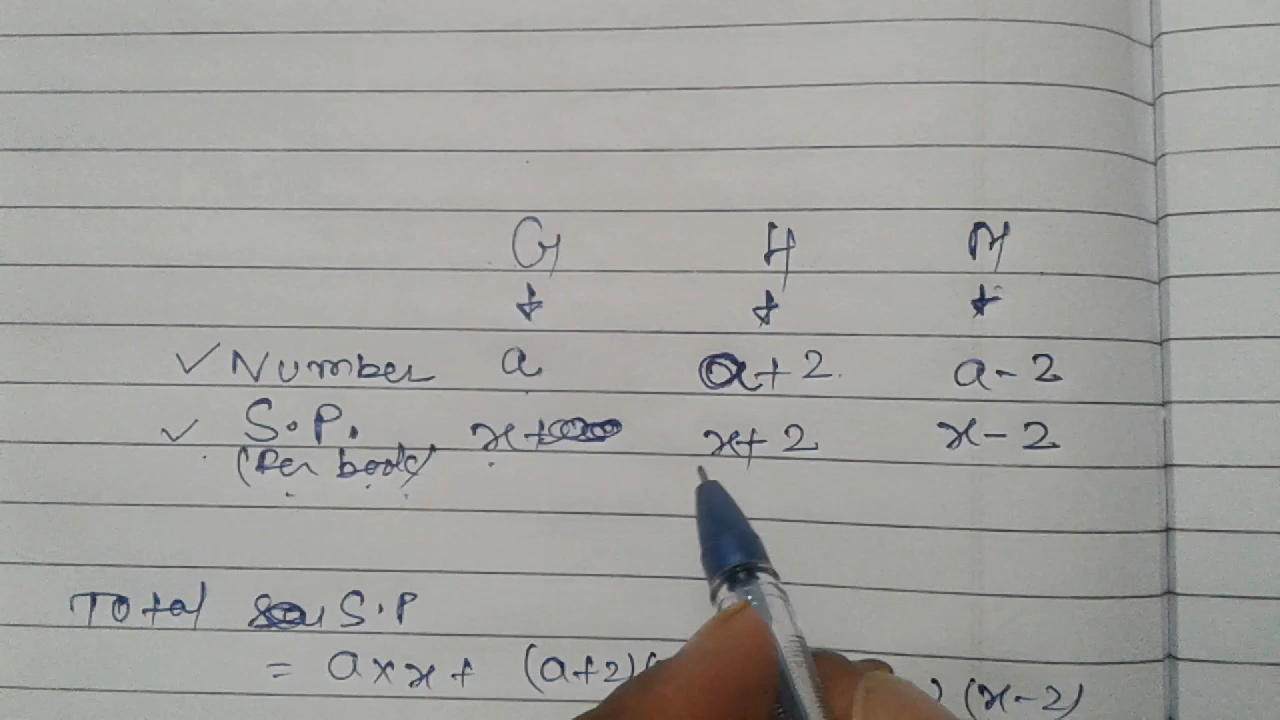 G H M
↓ ↓ ↓
✓ Number a a+2 a-2
✓ S.P. x x+2 x-2
(Per book)
Total S.P
= a×x + (a+2)( ) (x-2)